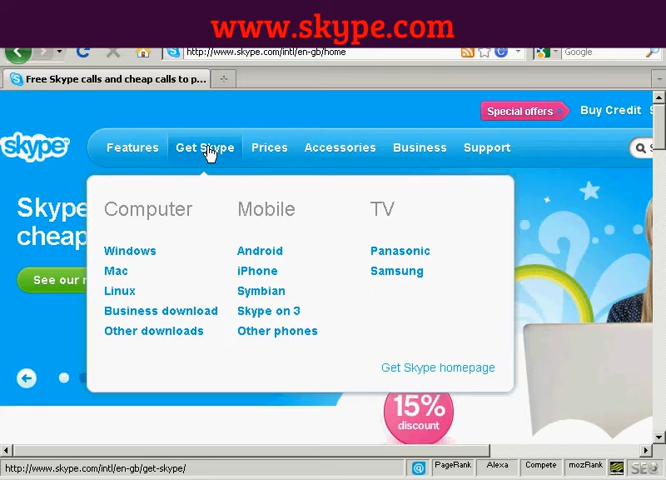 www.skype.com
http://www.skype.com/intl/en-gb/home
Google
Free Skype calls and cheap calls to p...
Special offers
Buy Credit
skype
Features Get Skype Prices Accessories Business Support
Skype
cheap
See our
Computer Mobile TV
Windows Android Panasonic
Mac iPhone Samsung
Linux Symbian
Business download Skype on 3
Other downloads Other phones
Get Skype homepage
15%
discount
http://www.skype.com/intl/en-gb/get-skype/
@ PageRank Alexa Compete mozRank SEO